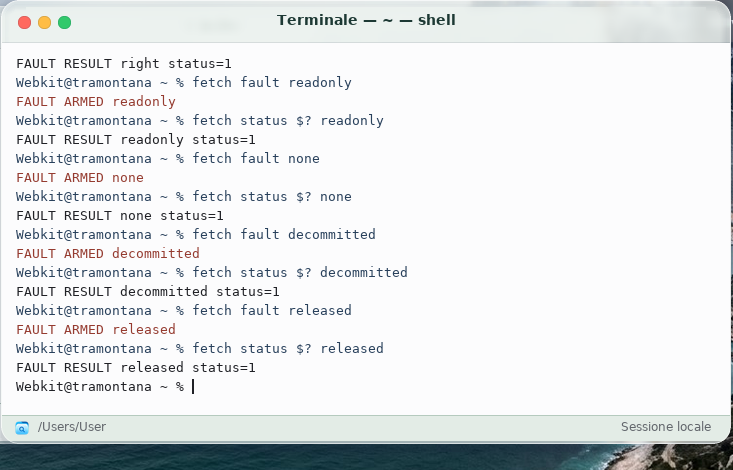 Terminale — ~ — shell
FAULT RESULT right status=1
Webkit@tramontana ~ % fetch fault readonly
FAULT ARMED readonly
Webkit@tramontana ~ % fetch status $? readonly
FAULT RESULT readonly status=1
Webkit@tramontana ~ % fetch fault none
FAULT ARMED none
Webkit@tramontana ~ % fetch status $? none
FAULT RESULT none status=1
Webkit@tramontana ~ % fetch fault decommitted
FAULT ARMED decommitted
Webkit@tramontana ~ % fetch status $? decommitted
FAULT RESULT decommitted status=1
Webkit@tramontana ~ % fetch fault released
FAULT ARMED released
Webkit@tramontana ~ % fetch status $? released
FAULT RESULT released status=1
Webkit@tramontana ~ %
/Users/User Sessione locale